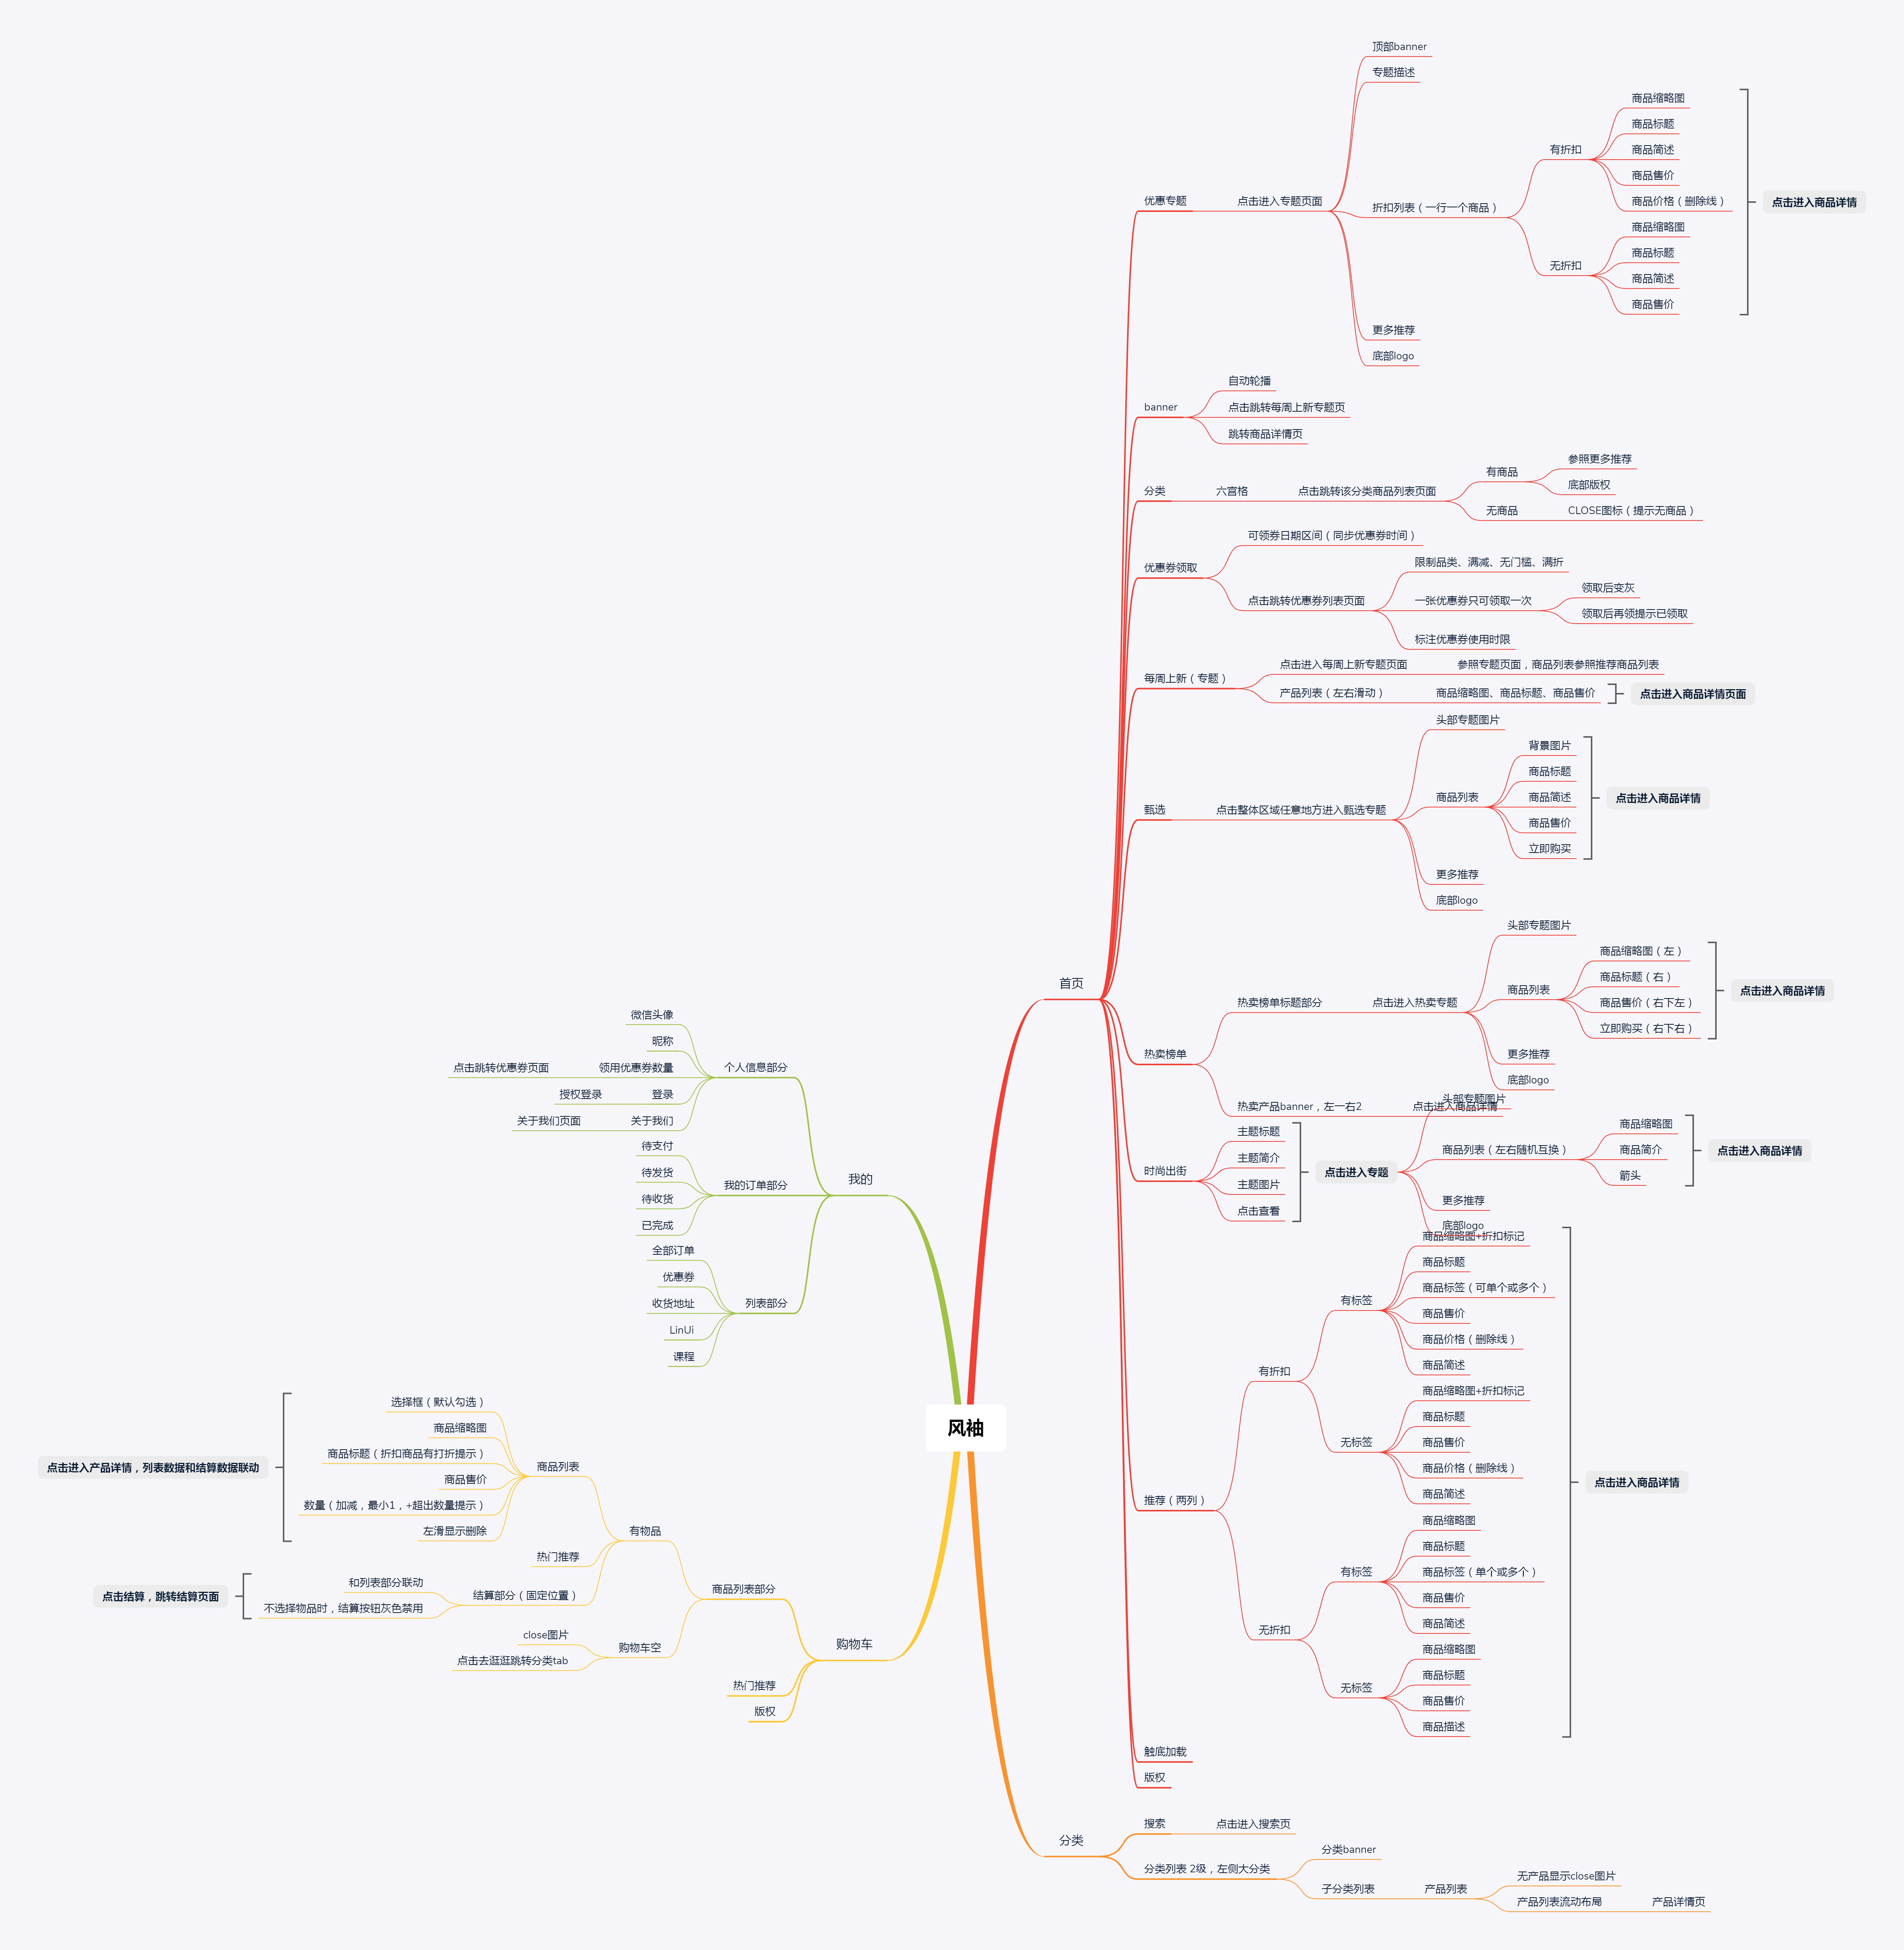 风袖
首页
优惠专题
点击进入专题页面
顶部banner
专题描述
折扣列表（一行一个商品）
有折扣
商品缩略图
商品标题
商品简述
商品售价
商品价格（删除线）
无折扣
商品缩略图
商品标题
商品简述
商品售价
点击进入商品详情
更多推荐
底部logo
banner
自动轮播
点击跳转每周上新专题页
跳转商品详情页
分类
六宫格
点击跳转该分类商品列表页面
有商品
参照更多推荐
底部版权
无商品
CLOSE图标（提示无商品）
优惠券领取
可领券日期区间（同步优惠券时间）
点击跳转优惠券列表页面
限制品类、满减、无门槛、满折
一张优惠券只可领取一次
领取后变灰
领取后再领提示已领取
标注优惠券使用时限
每周上新（专题）
点击进入每周上新专题页面
参照专题页面，商品列表参照推荐商品列表
产品列表（左右滑动）
商品缩略图、商品标题、商品售价
点击进入商品详情页面
甄选
点击整体区域任意地方进入甄选专题
头部专题图片
商品列表
背景图片
商品标题
商品简述
商品售价
立即购买
点击进入商品详情
更多推荐
底部logo
热卖榜单
热卖榜单标题部分
点击进入热卖专题
头部专题图片
商品列表
商品缩略图（左）
商品标题（右）
商品售价（右下左）
立即购买（右下右）
点击进入商品详情
更多推荐
底部logo
热卖产品banner，左一右2
点击进入商品详情
时尚出街
主题标题
主题简介
主题图片
点击查看
点击进入专题
头部专题图片
商品列表（左右随机互换）
商品缩略图
商品简介
箭头
点击进入商品详情
更多推荐
底部logo
推荐（两列）
有折扣
有标签
商品缩略图+折扣标记
商品标题
商品标签（可单个或多个）
商品售价
商品价格（删除线）
商品简述
无标签
商品缩略图+折扣标记
商品标题
商品售价
商品价格（删除线）
商品简述
无折扣
有标签
商品缩略图
商品标题
商品标签（单个或多个）
商品售价
商品简述
无标签
商品缩略图
商品标题
商品售价
商品描述
点击进入商品详情
触底加载
版权
分类
搜索
点击进入搜索页
分类列表 2级，左侧大分类
分类banner
子分类列表
产品列表
无产品显示close图片
产品列表流动布局
产品详情页
我的
个人信息部分
微信头像
昵称
领用优惠券数量
点击跳转优惠券页面
登录
授权登录
关于我们
关于我们页面
我的订单部分
待支付
待发货
待收货
已完成
列表部分
全部订单
优惠券
收货地址
LinUi
课程
购物车
商品列表部分
有物品
商品列表
选择框（默认勾选）
商品缩略图
商品标题（折扣商品有打折提示）
商品售价
数量（加减，最小1，+超出数量提示）
左滑显示删除
点击进入产品详情，列表数据和结算数据联动
热门推荐
结算部分（固定位置）
和列表部分联动
不选择物品时，结算按钮灰色禁用
点击结算，跳转结算页面
购物车空
close图片
点击去逛逛跳转分类tab
热门推荐
版权